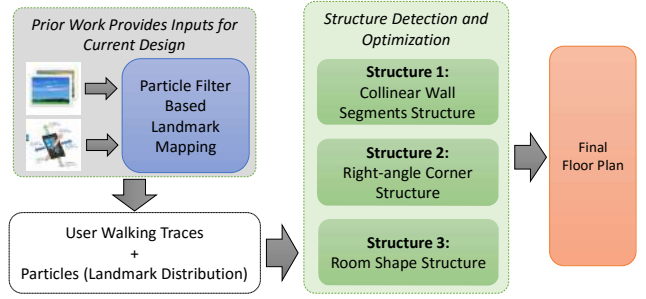 Prior Work Provides Inputs for
Current Design
Particle Filter
Based
Landmark
Mapping
User Walking Traces
+
Particles (Landmark Distribution)
Structure Detection and
Optimization
Structure 1:
Collinear Wall
Segments Structure
Structure 2:
Right-angle Corner
Structure
Structure 3:
Room Shape Structure
Final
Floor Plan